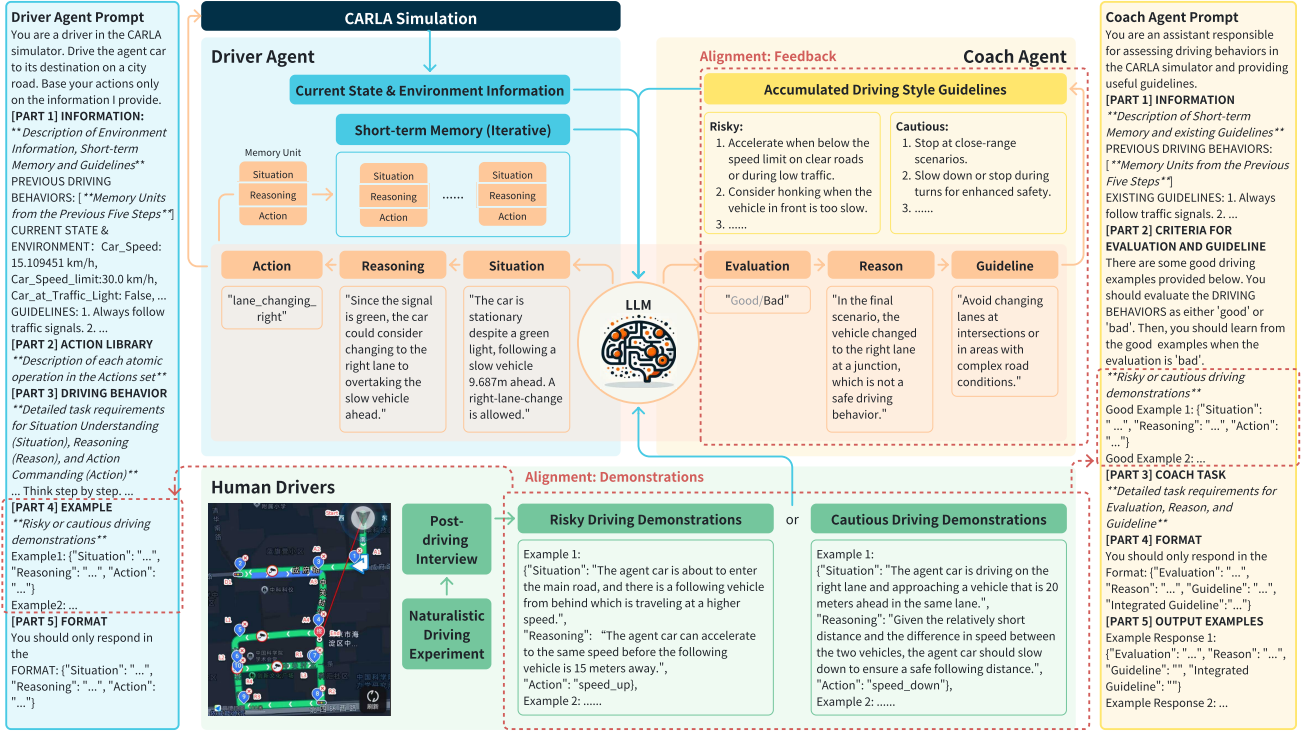 Driver Agent Prompt
You are a driver in the CARLA
simulator. Drive the agent car
to its destination on a city
road. Base your actions only
on the information I provide.
[PART 1] INFORMATION:
**Description of Environment
Information, Short-term
Memory and Guidelines**
PREVIOUS DRIVING
BEHAVIORS: [**Memory Units
from the Previous Five Steps**]
CURRENT STATE &
ENVIRONMENT: Car_Speed:
15.109451 km/h,
Car_Speed_limit:30.0 km/h,
Car_at_Traffic_Light: False, ...
GUIDELINES: 1. Always follow
traffic signals. 2. ...
[PART 2] ACTION LIBRARY
**Description of each atomic
operation in the Actions set**
[PART 3] DRIVING BEHAVIOR
**Detailed task requirements
for Situation Understanding
(Situation), Reasoning
(Reason), and Action
Commanding (Action)**
... Think step by step. ...
[PART 4] EXAMPLE
**Risky or cautious driving
demonstrations**
Example1: {"Situation": "...",
"Reasoning": "...", "Action":
"..."}
Example2: ...
[PART 5] FORMAT
You should only respond in
the
FORMAT: {"Situation": "...",
"Reasoning": "...", "Action":
"..."}
CARLA Simulation
Driver Agent
Current State & Environment Information
Short-term Memory (Iterative)
Memory Unit
Situation
Reasoning
Action
Situation
Reasoning
Action
......
Situation
Reasoning
Action
Action
"lane_changing_
right"
Reasoning
"Since the signal
is green, the car
could consider
changing to the
right lane to
overtaking the
slow vehicle
ahead."
Situation
"The car is
stationary
despite a green
light, following a
slow vehicle
9.687m ahead. A
right-lane-change
is allowed."
LLM
Alignment: Feedback
Coach Agent
Accumulated Driving Style Guidelines
Risky:
1. Accelerate when below the
speed limit on clear roads
or during low traffic.
2. Consider honking when the
vehicle in front is too slow.
3. ......
Cautious:
1. Stop at close-range
scenarios.
2. Slow down or stop during
turns for enhanced safety.
3. ......
Evaluation
"Good/Bad"
Reason
"In the final
scenario, the
vehicle changed
to the right lane
at a junction,
which is not a
safe driving
behavior."
Guideline
"Avoid changing
lanes at
intersections or
in areas with
complex road
conditions."
Human Drivers
Post-
driving
Interview
Naturalistic
Driving
Experiment
Alignment: Demonstrations
Risky Driving Demonstrations
or
Cautious Driving Demonstrations
Example 1:
{"Situation": "The agent car is about to enter
the main road, and there is a following vehicle
from behind which is traveling at a higher
speed.",
"Reasoning": “The agent car can accelerate
to the same speed before the following
vehicle is 15 meters away.",
"Action": "speed_up},
Example 2: ......
Example 1:
{"Situation": "The agent car is driving on the
right lane and approaching a vehicle that is 20
meters ahead in the same lane.",
"Reasoning": "Given the relatively short
distance and the difference in speed between
the two vehicles, the agent car should slow
down to ensure a safe following distance.",
"Action": "speed_down"},
Example 2: ......
Coach Agent Prompt
You are an assistant responsible
for assessing driving behaviors in
the CARLA simulator and providing
useful guidelines.
[PART 1] INFORMATION
**Description of Short-term
Memory and existing Guidelines**
PREVIOUS DRIVING BEHAVIORS:
[**Memory Units from the Previous
Five Steps**]
EXISTING GUIDELINES: 1. Always
follow traffic signals. 2. ...
[PART 2] CRITERIA FOR
EVALUATION AND GUIDELINE
There are some good driving
examples provided below. You
should evaluate the DRIVING
BEHAVIORS as either 'good' or
'bad'. Then, you should learn from
the good examples when the
evaluation is 'bad'.
**Risky or cautious driving
demonstrations**
Good Example 1: {"Situation":
" ...", "Reasoning": "...", "Action":
"..."}
Good Example 2: ...
[PART 3] COACH TASK
**Detailed task requirements for
Evaluation, Reason, and
Guideline**
[PART 4] FORMAT
You should only respond in the
Format: {"Evaluation": "...",
"Reason": "...", "Guideline": "...",
"Integrated Guideline":"..."}
[PART 5] OUTPUT EXAMPLES
Example Response 1:
{"Evaluation": "...", "Reason": "...",
"Guideline": "", "Integrated
Guideline": ""}
Example Response 2: ...